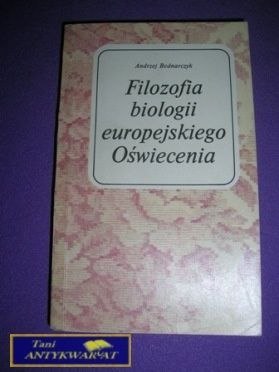 Andrzej Bednarczyk
Filozofia
biologii
europejskiego
Oświecenia
Tani
ANTYKWARIAT